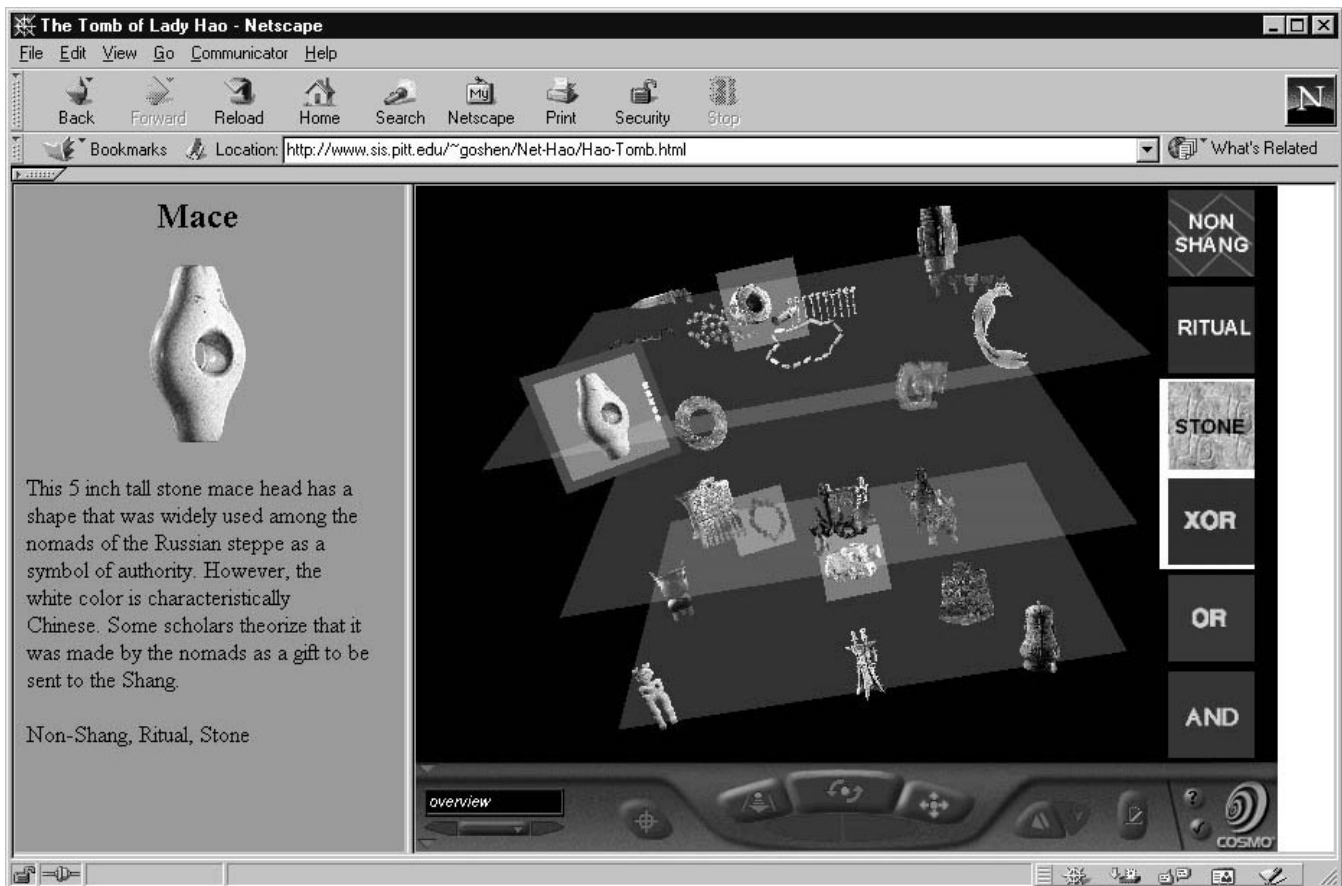 The Tomb of Lady Hao - Netscape
File Edit View Go Communicator Help
Back Forward Reload Home Search Netscape Print Security Stop
My
N
Bookmarks Location: http://www.sis.pitt.edu/~goshen/Net-Hao/Hao-Tomb.html What's Related
Mace
This 5 inch tall stone mace head has a
shape that was widely used among the
nomads of the Russian steppe as a
symbol of authority. However, the
white color is characteristically
Chinese. Some scholars theorize that it
was made by the nomads as a gift to be
sent to the Shang.
Non-Shang, Ritual, Stone
NON
SHANG
RITUAL
STONE
XOR
OR
AND
overview
?
COSMO